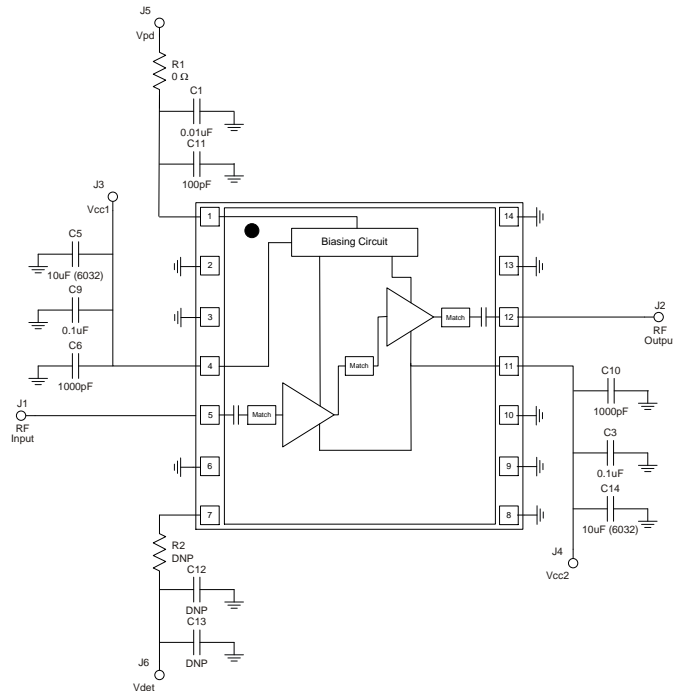 J5
Vpd
R1
0 Ω
C1
0.01uF
C11
100pF
J3
Vcc1
C5
10uF (6032)
C9
0.1uF
C6
1000pF
J1
RF
Input
1
2
3
4
5
6
7
Biasing Circuit
Match
Match
Match
14
13
12
11
10
9
8
J2
RF
Outpu
C10
1000pF
C3
0.1uF
C14
10uF (6032)
J4
Vcc2
R2
DNP
C12
DNP
C13
DNP
J6
Vdet